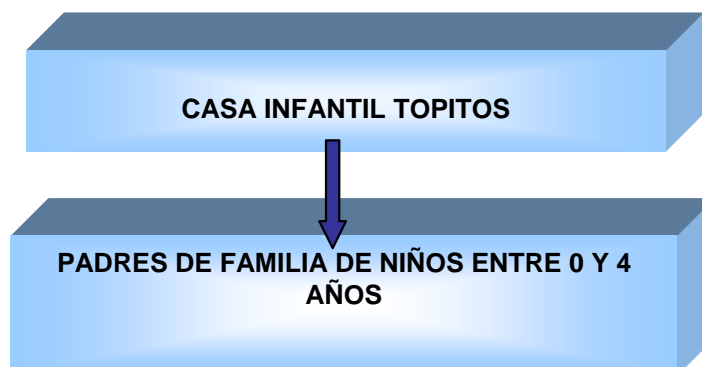 CASA INFANTIL TOPITOS
PADRES DE FAMILIA DE NIÑOS ENTRE 0 Y 4
AÑOS